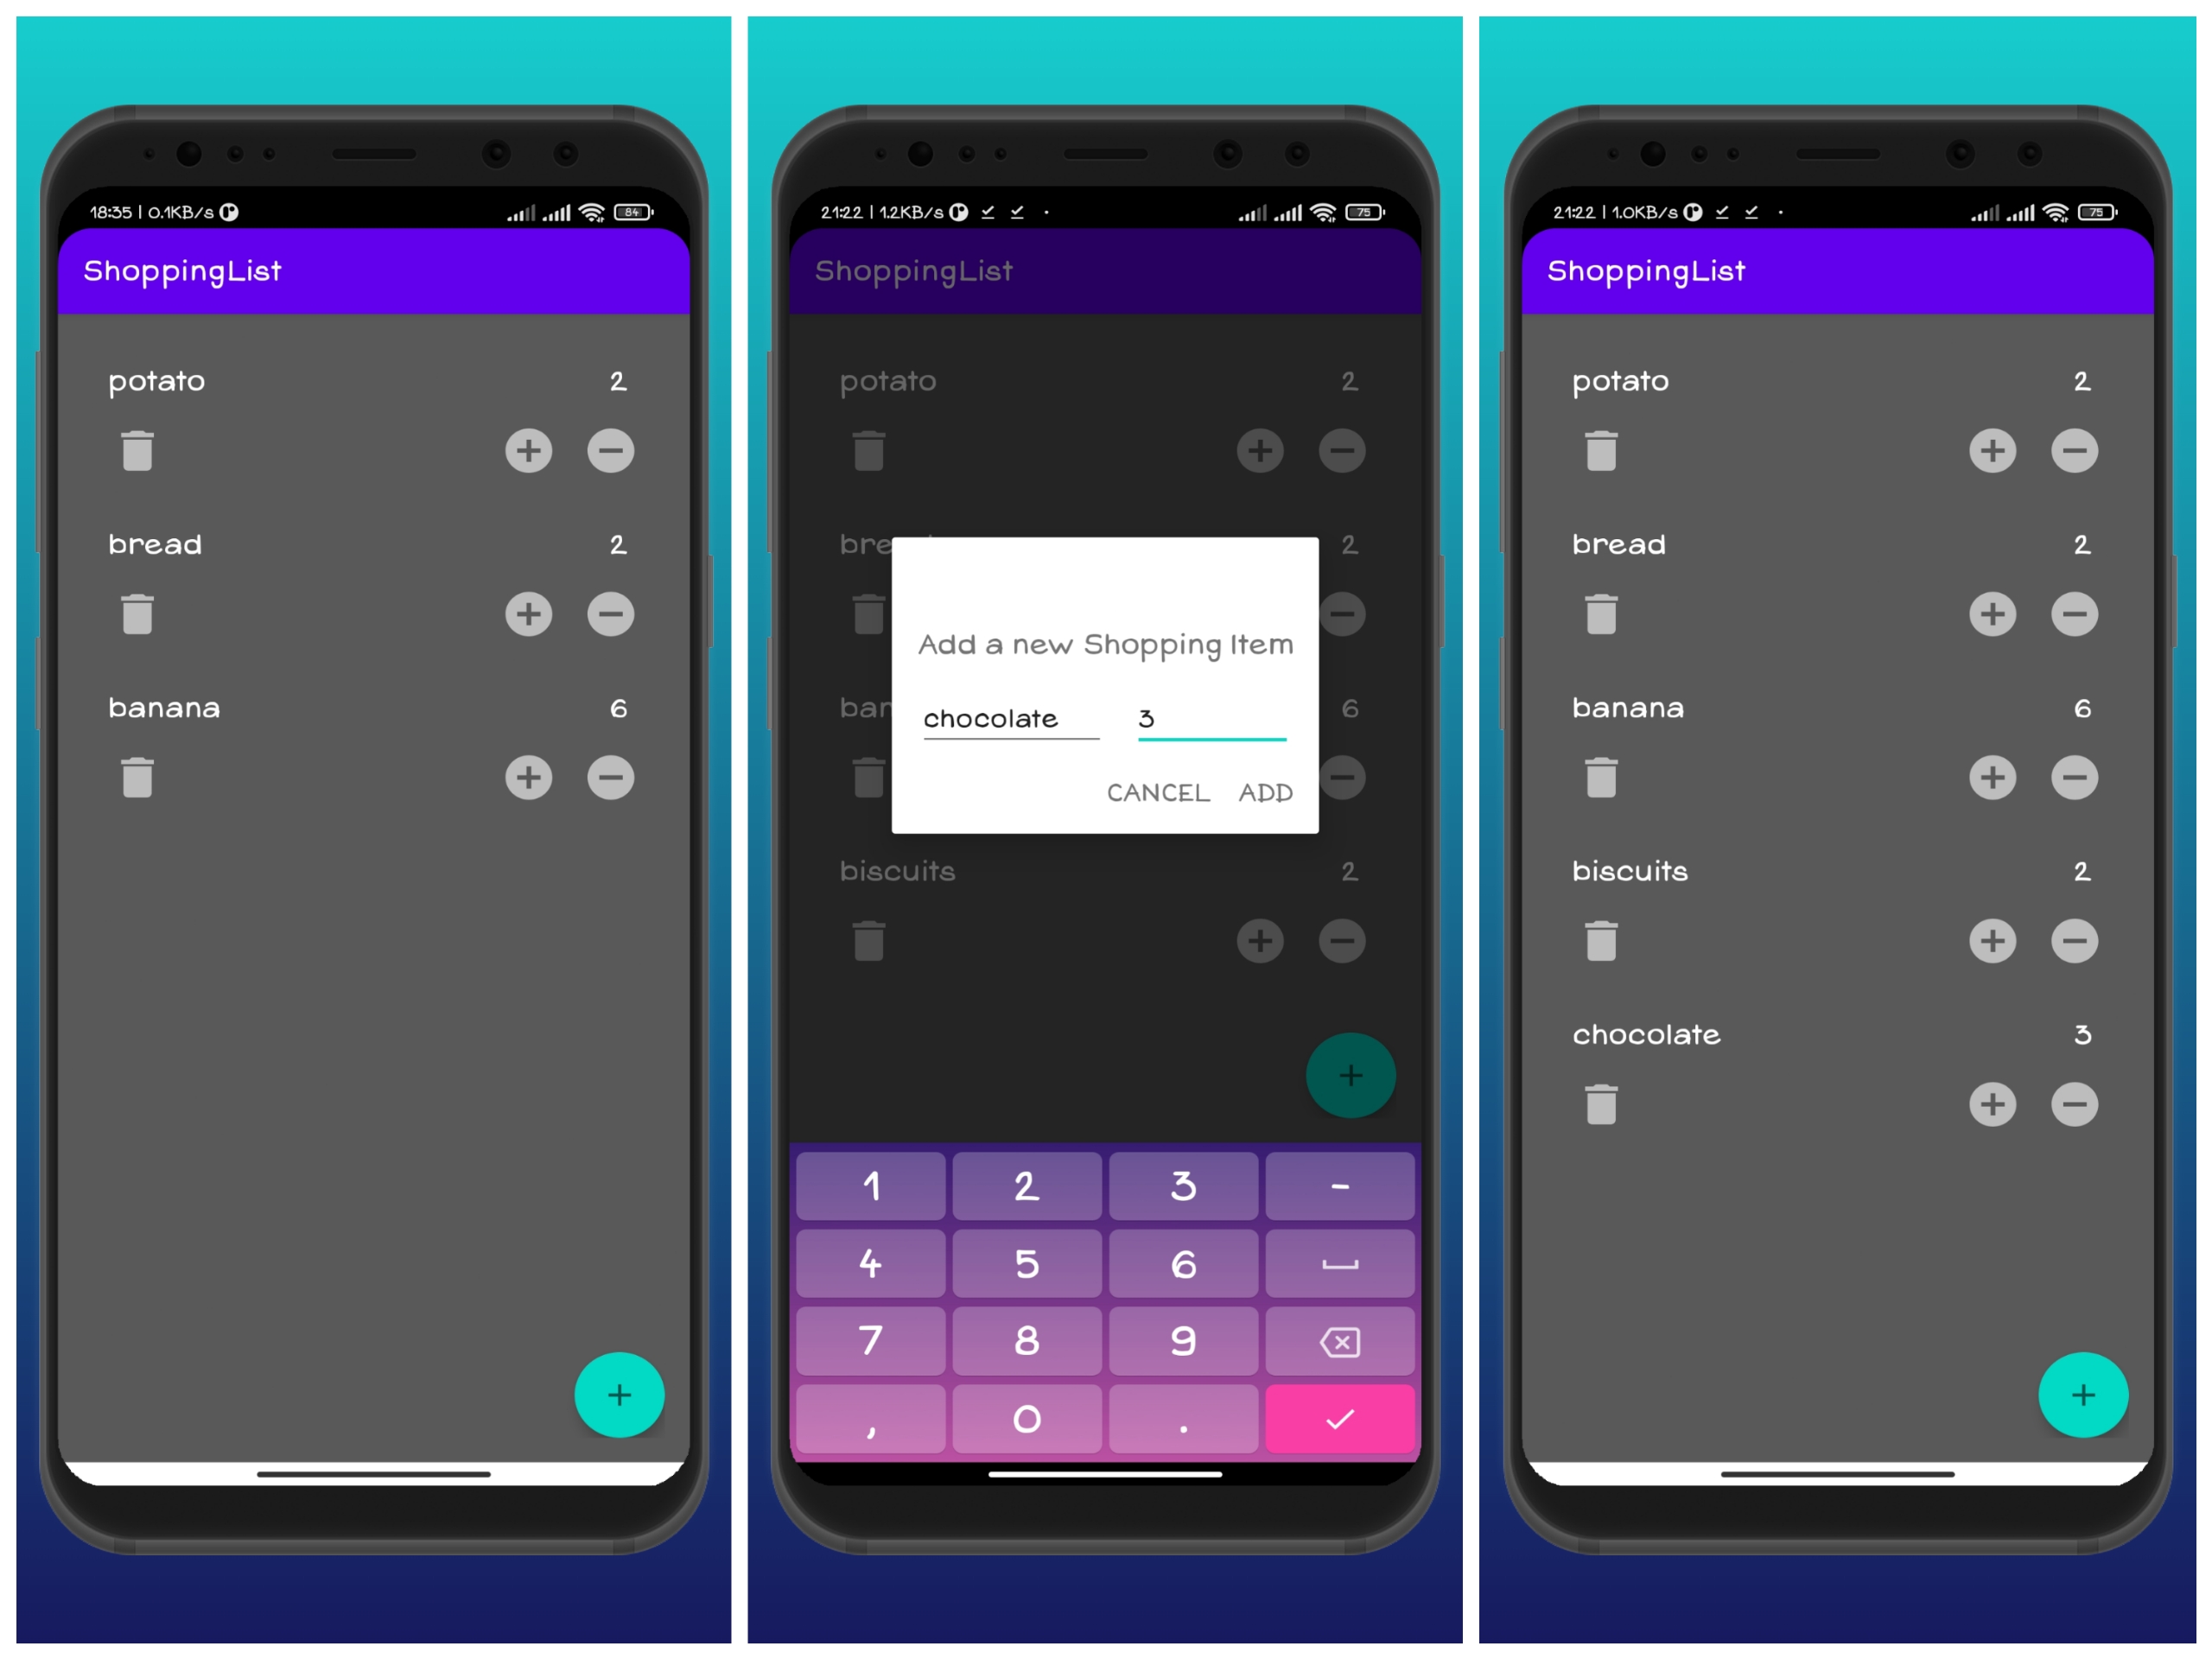 18:35 | 0.1KB/s
84
ShoppingList
potato 2
bread 2
banana 6
21:22 | 1.2KB/s
75
ShoppingList
potato 2
bre 2
Add a new Shopping Item
chocolate 3
ban 6
CANCEL ADD
biscuits 2
1 2 3 -
4 5 6
7 8 9
, 0 .
21:22 | 1.0KB/s
75
ShoppingList
potato 2
bread 2
banana 6
biscuits 2
chocolate 3